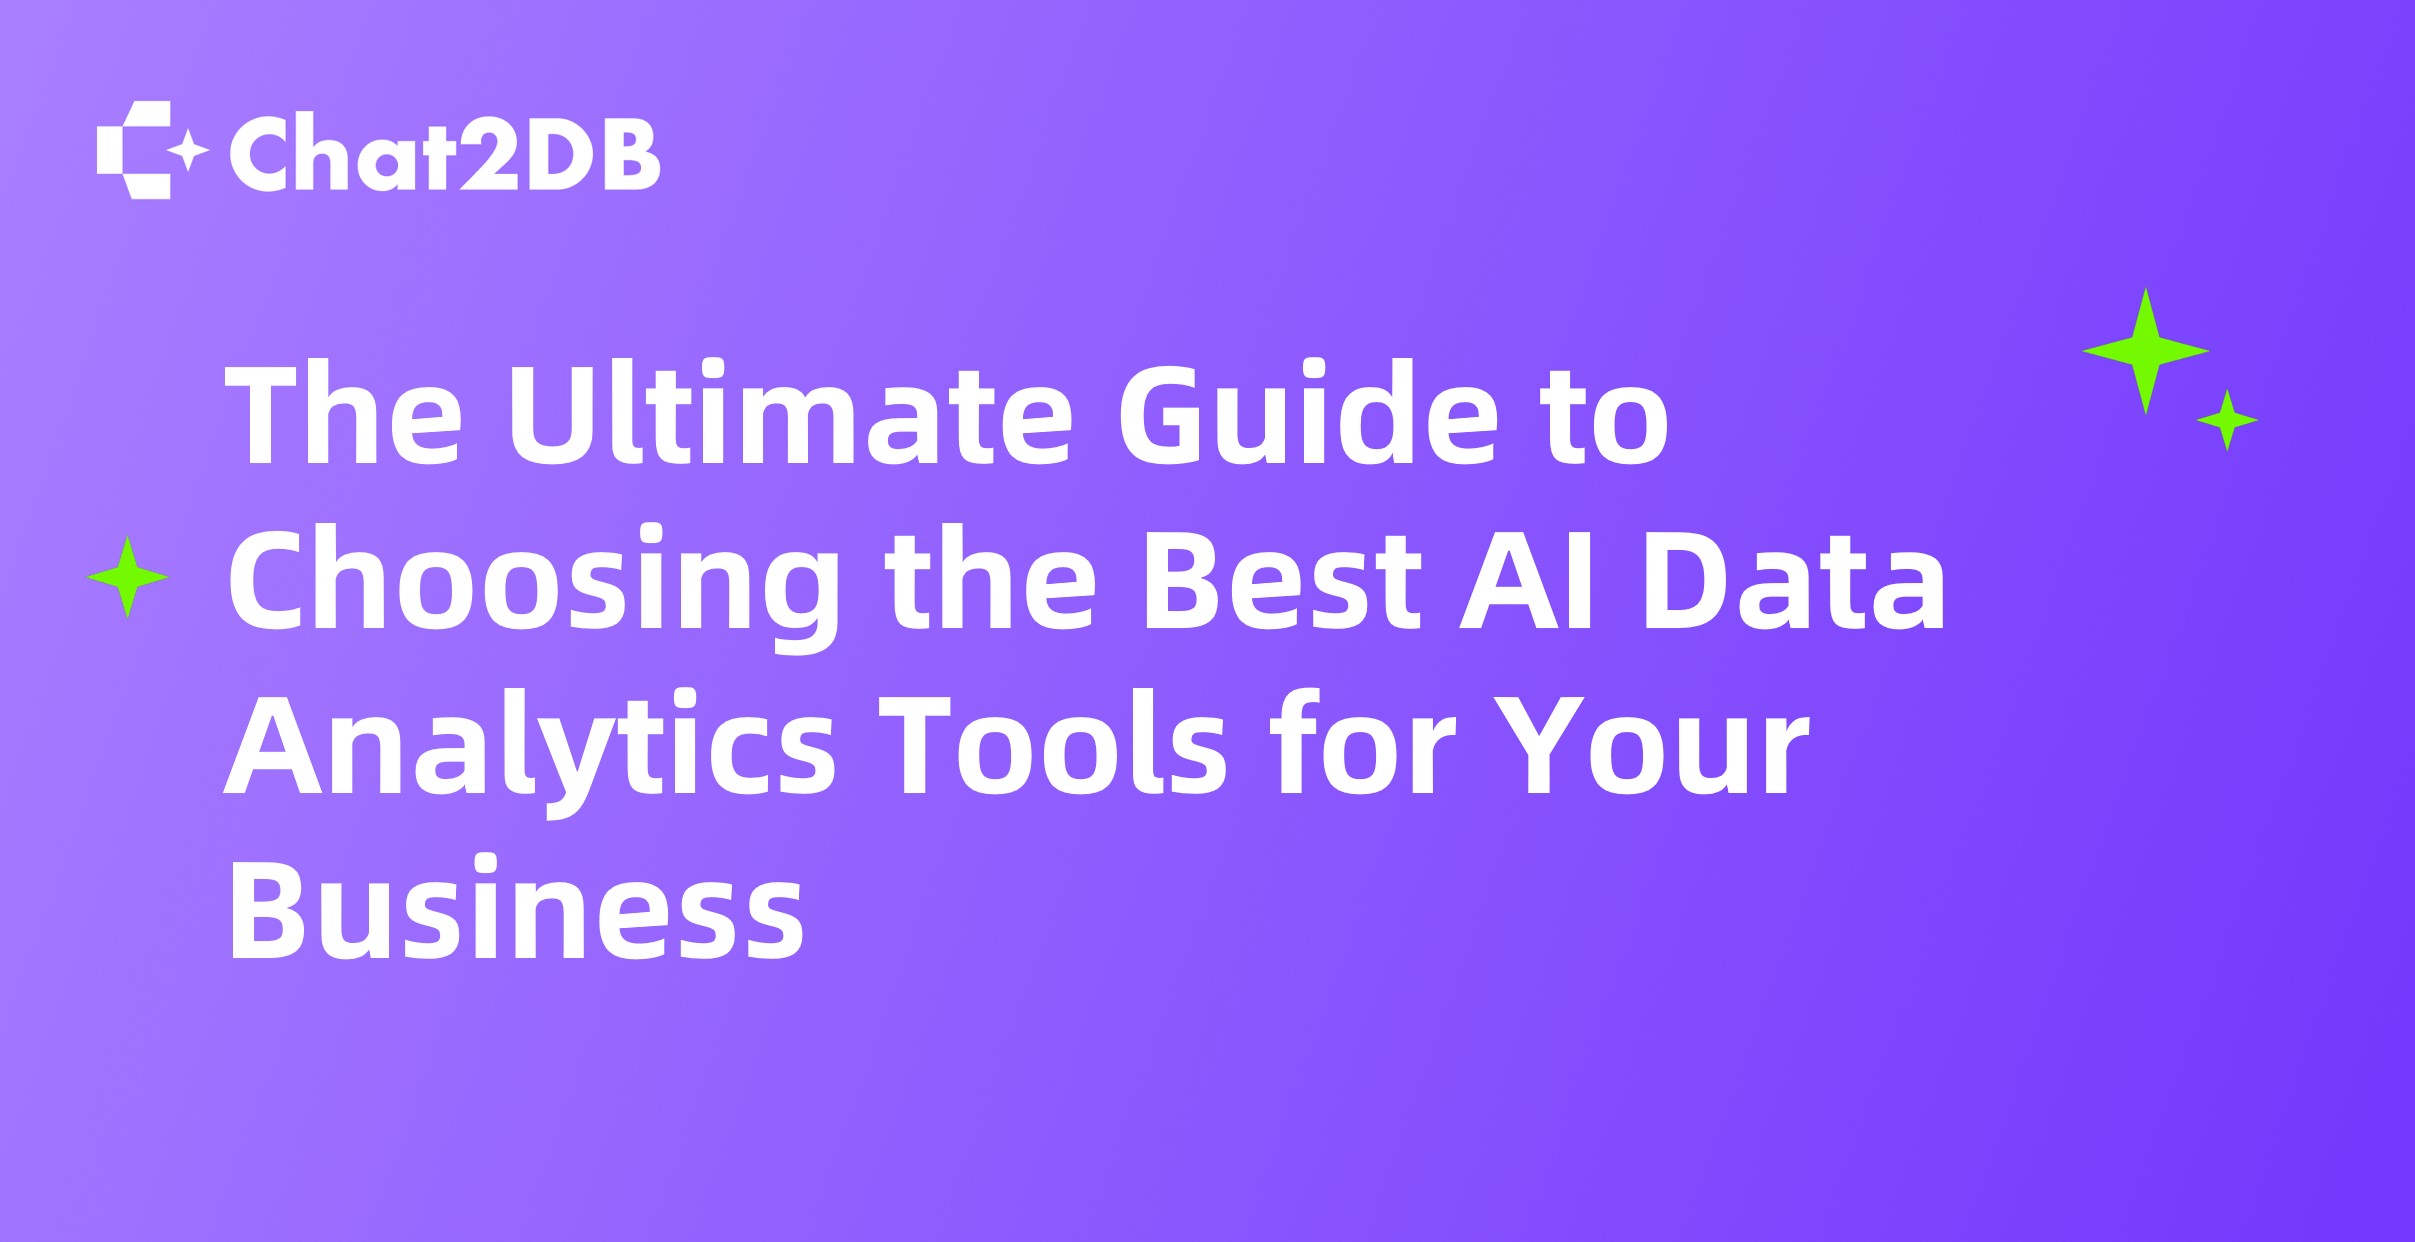 Chat2DB
The Ultimate Guide to
Choosing the Best AI Data
Analytics Tools for Your
Business